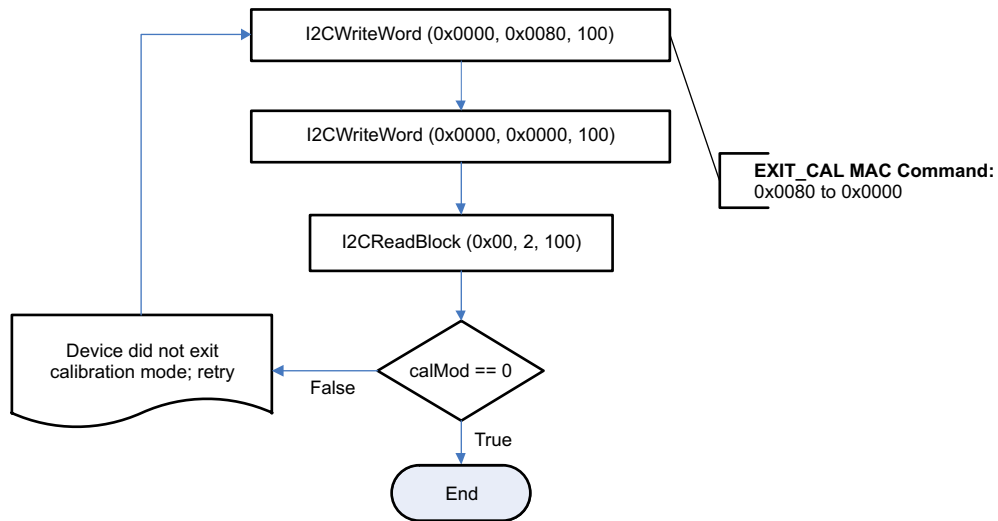 I2CWriteWord (0x0000, 0x0080, 100)
I2CWriteWord (0x0000, 0x0000, 100)
EXIT_CAL MAC Command:
0x0080 to 0x0000
I2CReadBlock (0x00, 2, 100)
Device did not exit
calibration mode; retry
calMod == 0
False
True
End